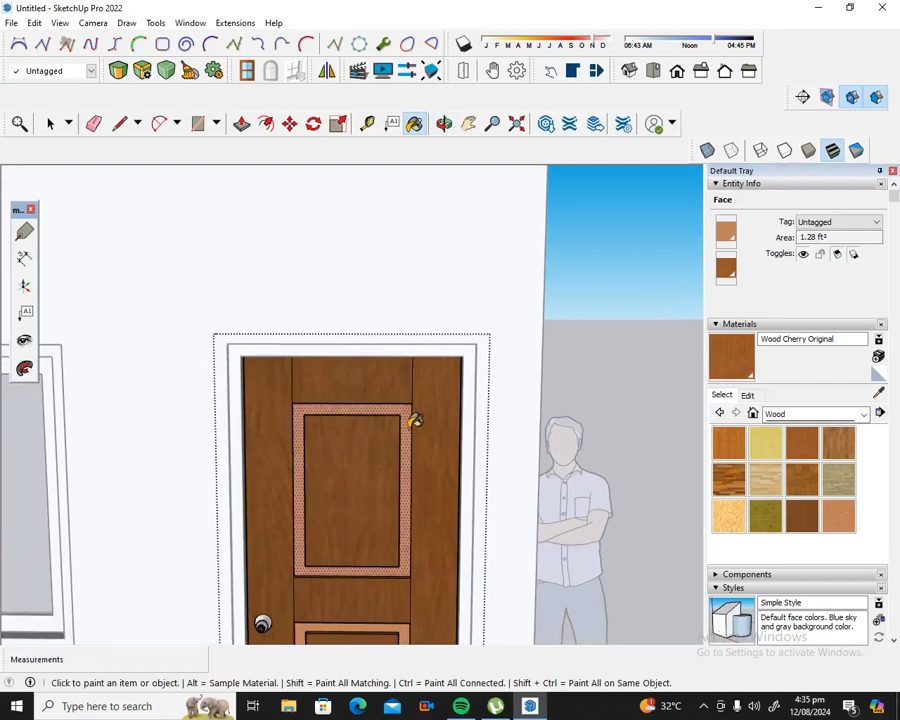 Untitled - SketchUp Pro 2022
File Edit View Camera Draw Tools Window Extensions Help
J F M A M J J A S O N D
06:43 AM Noon 04:45 PM
Untagged
A1
Default Tray
Entity Info
Face
Tag: Untagged
Area: 1.28 ft²
Toggles:
m...
A1
Materials
Wood Cherry Original
Select Edit
Wood
Components
Styles
Simple Style
Default face colors. Blue sky
and gray background color.
Activate Windows
Go to Settings to activate Windows.
Measurements
Click to paint an item or object. | Alt = Sample Material. | Shift = Paint All Matching. | Ctrl = Paint All Connected. | Shift + Ctrl = Paint All on Same Object.
Type here to search
32°C
4:35 pm
12/08/2024
5